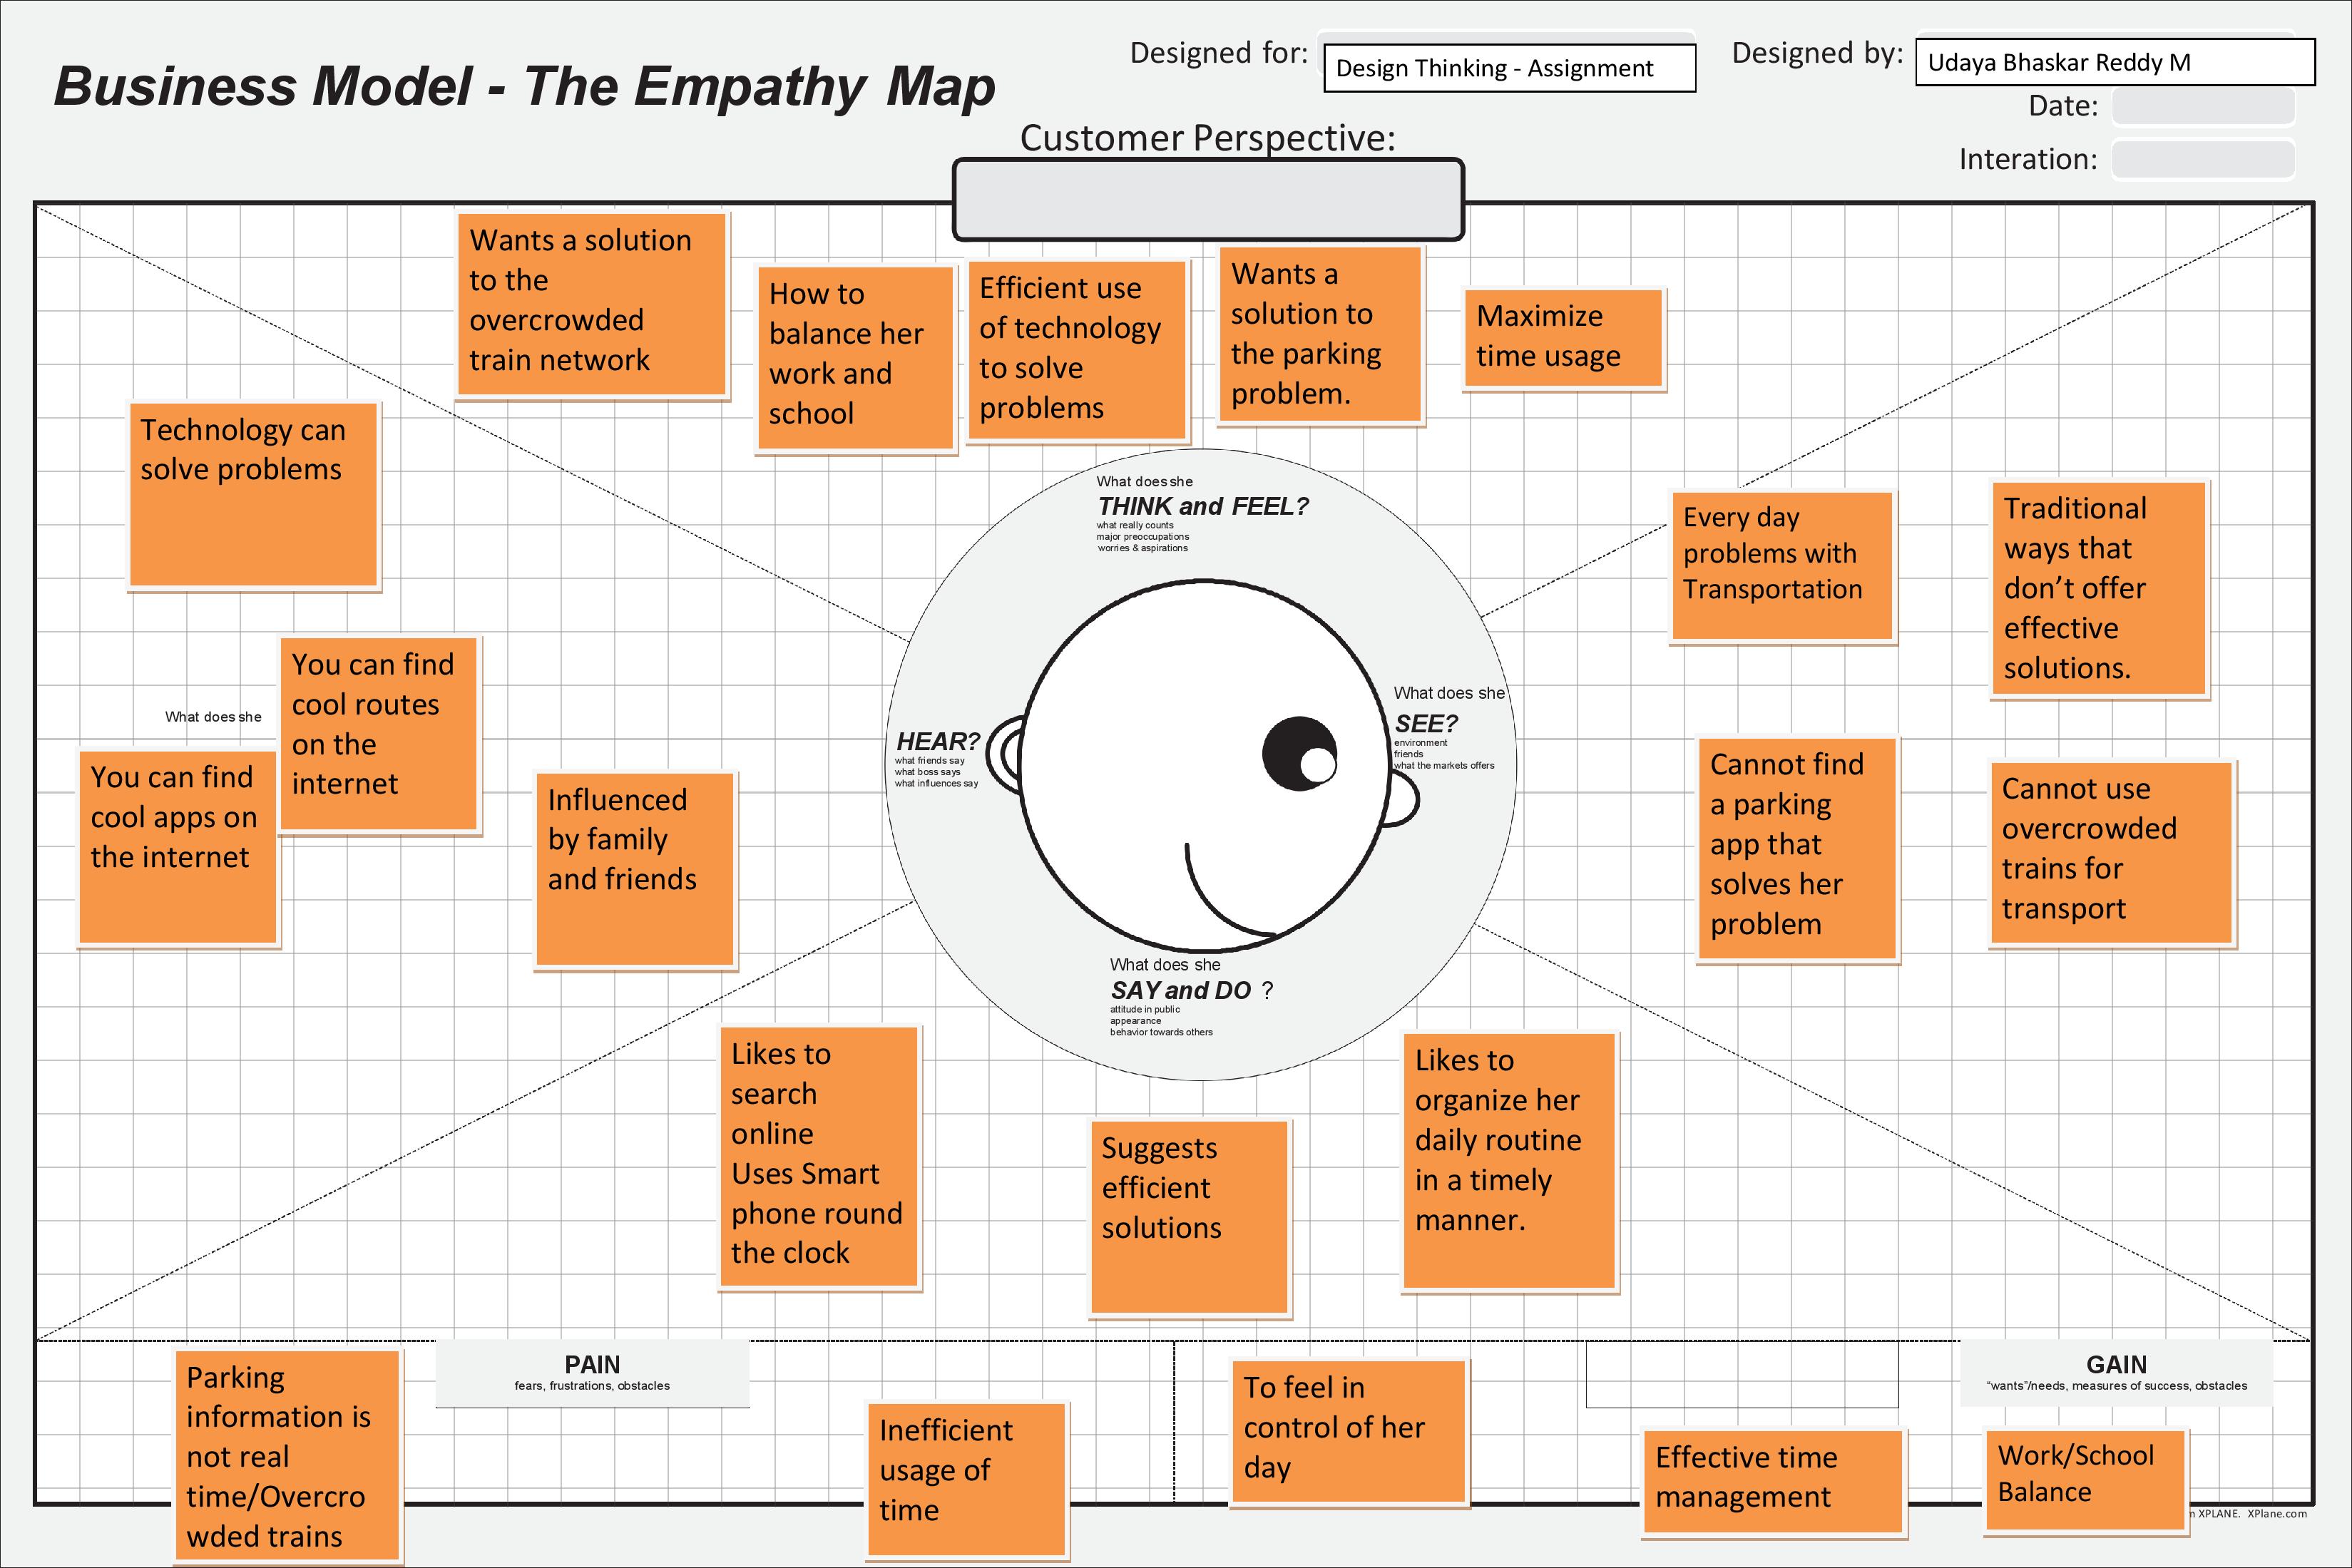 Business Model - The Empathy Map
Designed for:
Design Thinking - Assignment
Designed by:
Udaya Bhaskar Reddy M
Date:
Interation:
Customer Perspective:
Wants a solution
to the
overcrowded
train network
How to
balance her
work and
school
Efficient use
of technology
to solve
problems
Wants a
solution to
the parking
problem.
Maximize
time usage
Technology can
solve problems
What does she
THINK and FEEL?
what really counts
major preoccupations
worries & aspirations
Every day
problems with
Transportation
Traditional
ways that
don’t offer
effective
solutions.
You can find
cool routes
on the
internet
What does she
You can find
cool apps on
the internet
Influenced
by family
and friends
HEAR?
what friends say
what boss says
what influences say
What does she
SEE?
environment
friends
what the markets offers
Cannot find
a parking
app that
solves her
problem
Cannot use
overcrowded
trains for
transport
What does she
SAY and DO ?
attitude in public
appearance
behavior towards others
Likes to
search
online
Uses Smart
phone round
the clock
Suggests
efficient
solutions
Likes to
organize her
daily routine
in a timely
manner.
Parking
information is
not real
time/Overcro
wded trains
PAIN
fears, frustrations, obstacles
Inefficient
usage of
time
To feel in
control of her
day
GAIN
“wants”/needs, measures of success, obstacles
Effective time
management
Work/School
Balance
XPLANE. XPlane.com